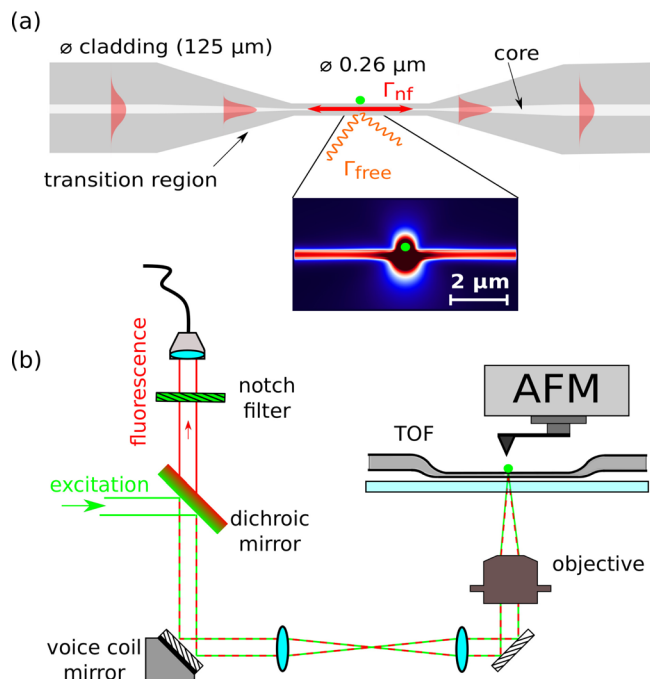 (a)
ø cladding (125 µm)
ø 0.26 µm
core
Γnf
Γfree
transition region
2 µm
(b)
fluorescence
notch
filter
AFM
TOF
excitation
dichroic
mirror
objective
voice coil
mirror